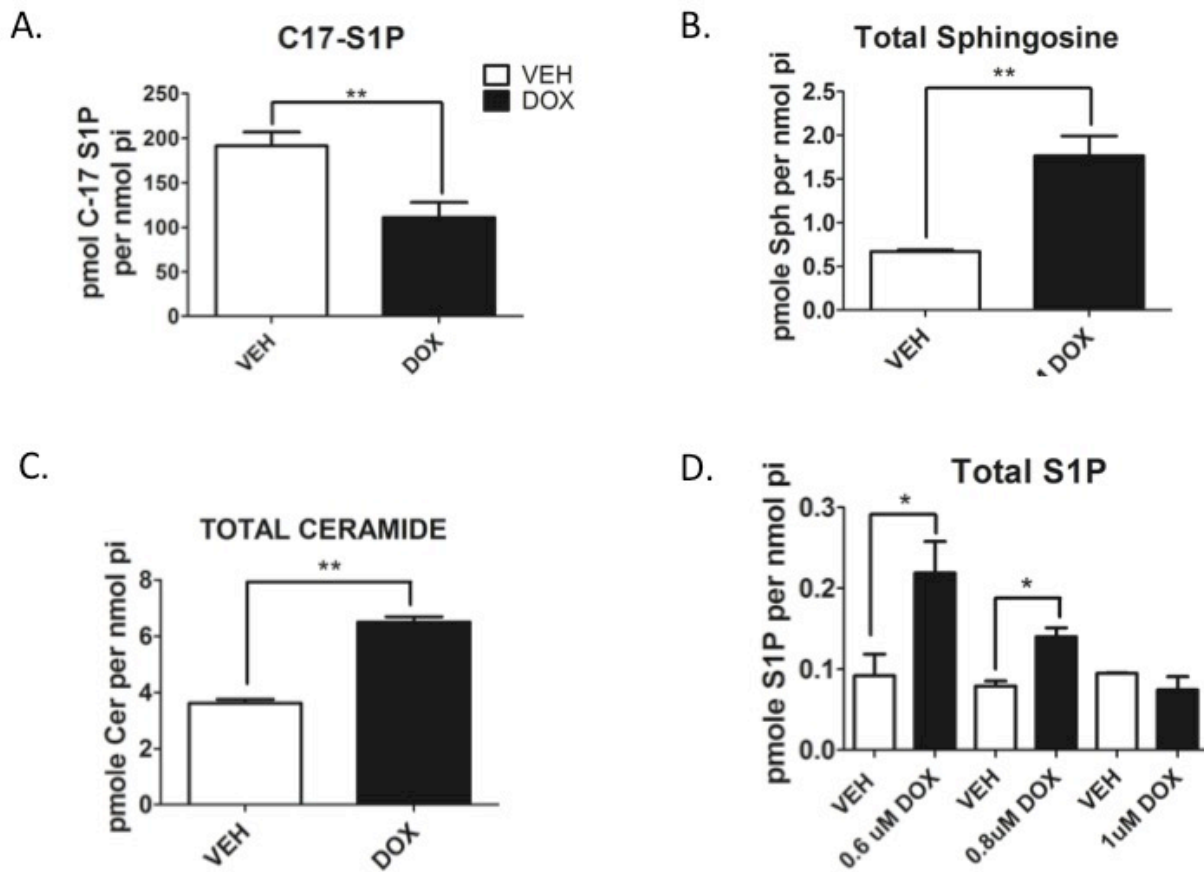 A.
C17-S1P
VEH
DOX
**
pmol C-17 S1P
per nmol pi
250
200
150
100
50
0
VEH
DOX
B.
Total Sphingosine
**
pmole Sph per nmol pi
2.5
2.0
1.5
1.0
0.5
0.0
VEH
DOX
C.
TOTAL CERAMIDE
**
pmole Cer per nmol pi
8
6
4
2
0
VEH
DOX
D.
Total S1P
*
*
pmole S1P per nmol pi
0.3
0.2
0.1
0.0
VEH
0.6 uM DOX
VEH
0.8uM DOX
VEH
1uM DOX